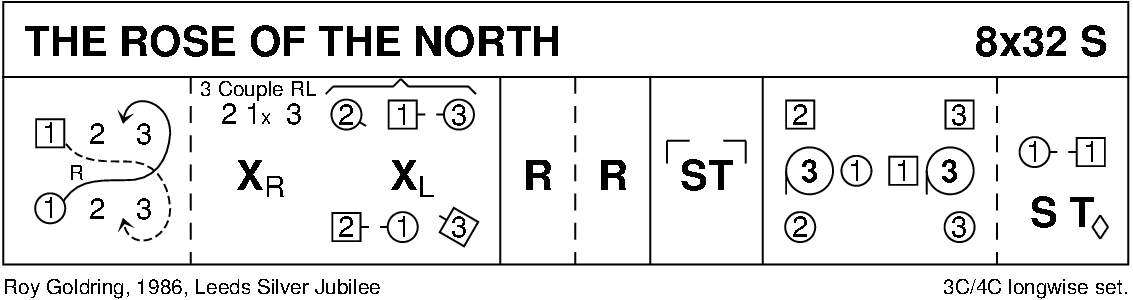 THE ROSE OF THE NORTH 8x32 S
3 Couple RL
2 1x 3 2 1 3
1 2 3
R
1 2 3
XR XL
2 1 3
R R
ST
2 3
3 1 1 3
2 3
1 1
S T
Roy Goldring, 1986, Leeds Silver Jubilee 3C/4C longwise set.